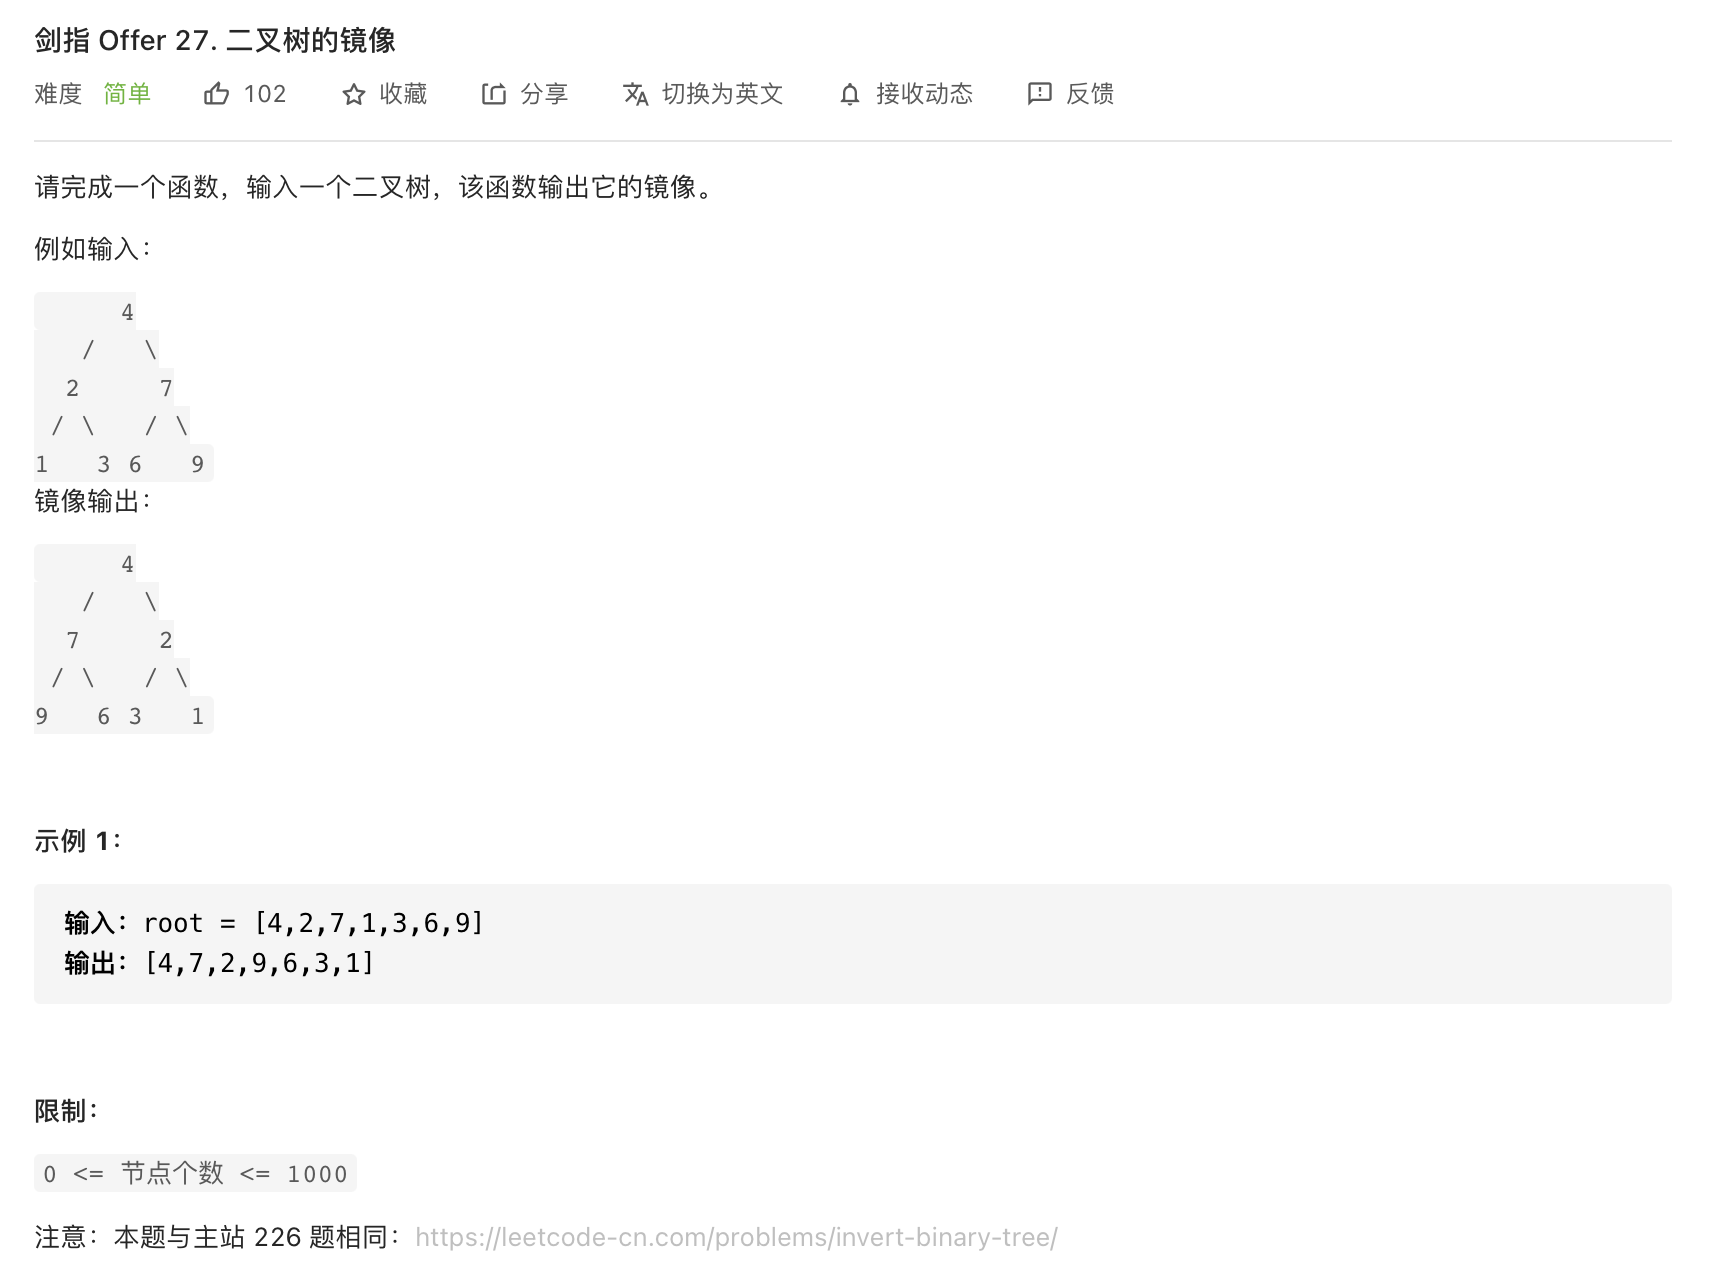 剑指 Offer 27. 二叉树的镜像
难度 简单 102 收藏 分享 切换为英文 接收动态 反馈
请完成一个函数，输入一个二叉树，该函数输出它的镜像。
例如输入：
4
/ \
2 7
/ \ / \
1 3 6 9
镜像输出：
4
/ \
7 2
/ \ / \
9 6 3 1
示例 1：
输入：root = [4,2,7,1,3,6,9]
输出：[4,7,2,9,6,3,1]
限制：
0 <= 节点个数 <= 1000
注意：本题与主站 226 题相同：https://leetcode-cn.com/problems/invert-binary-tree/